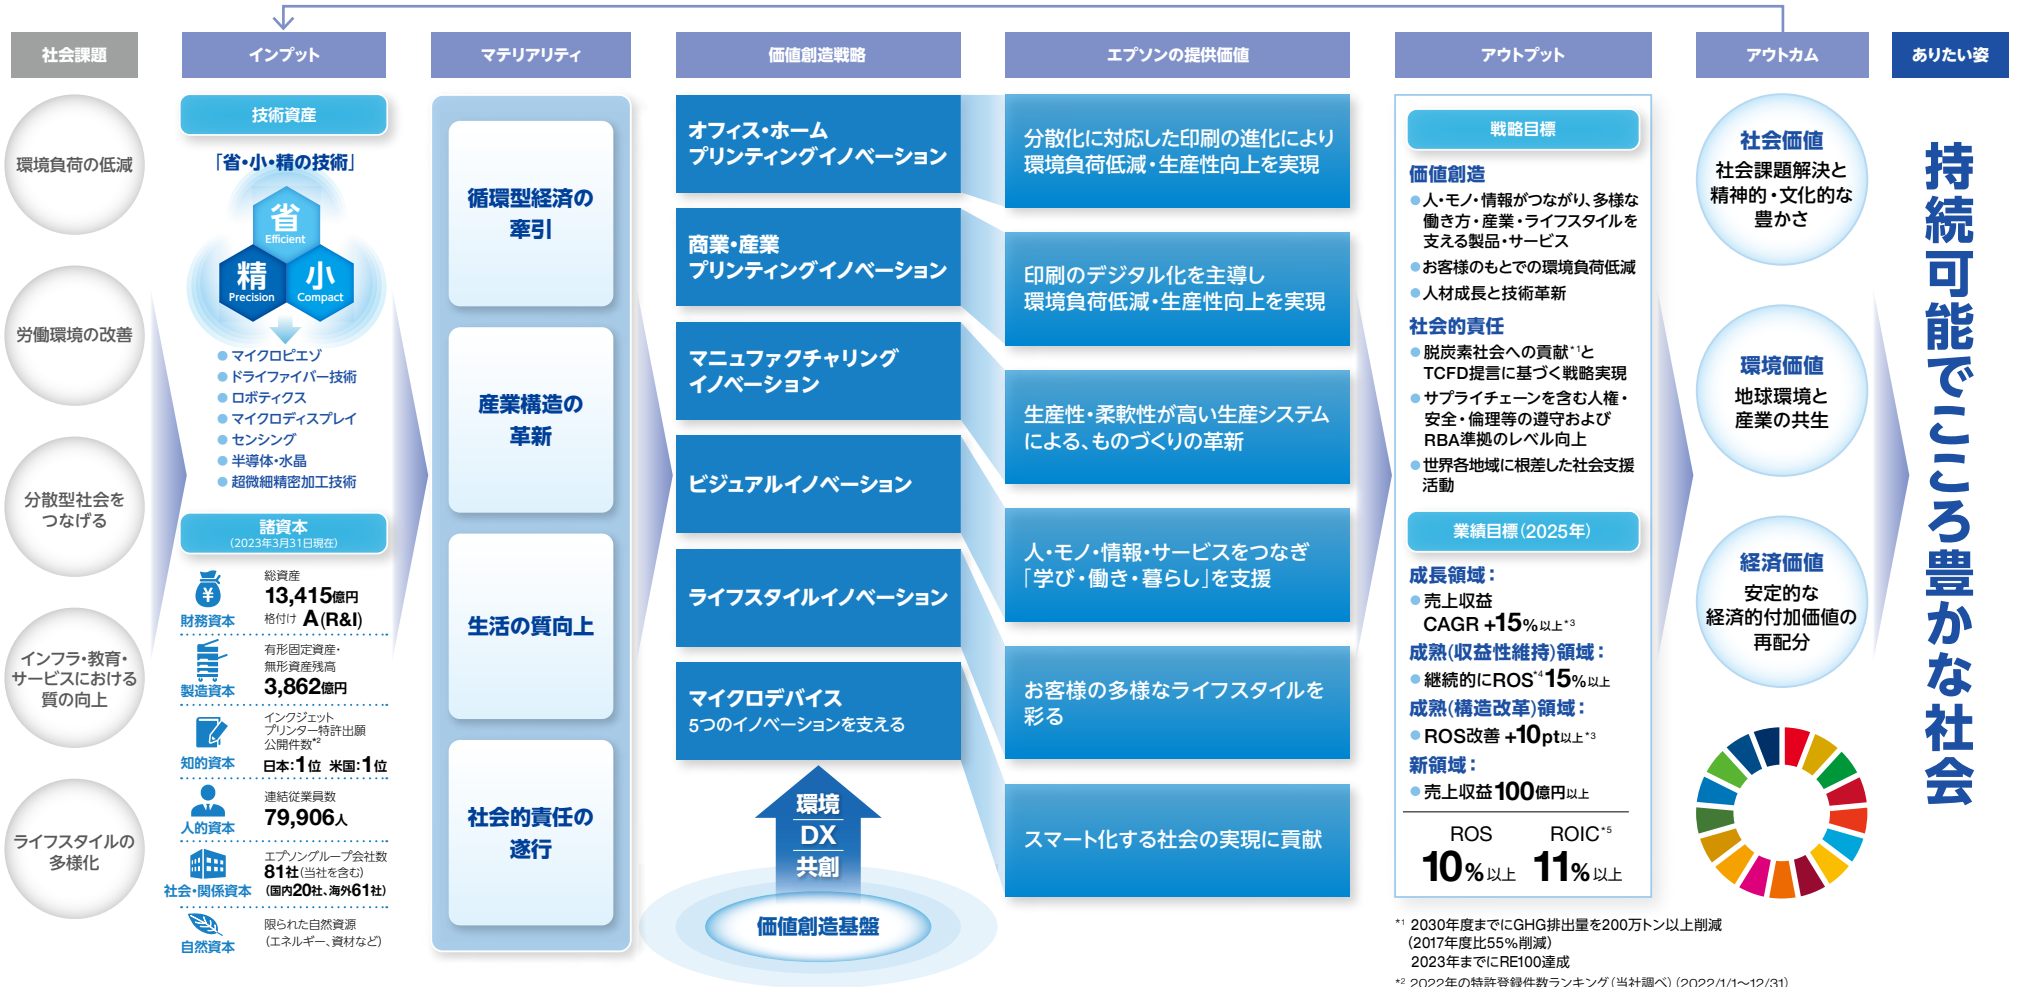 社会課題
環境負荷の低減
労働環境の改善
分散型社会を
つなげる
インフラ・教育・
サービスにおける
質の向上
ライフスタイルの
多様化
インプット
技術資産
「省・小・精の技術」
省
Efficient
精
Precision
小
Compact
●マイクロピエゾ
●ドライファイバー技術
●ロボティクス
●マイクロディスプレイ
●センシング
●半導体・水晶
●超微細精密加工技術
諸資本
(2023年3月31日現在)
¥
財務資本
総資産
13,415億円
格付け A(R&I)
製造資本
有形固定資産・
無形資産残高
3,862億円
知的資本
インクジェット
プリンター特許出願
公開件数*2
日本:1位 米国:1位
人的資本
連結従業員数
79,906人
社会・関係資本
エプソングループ会社数
81社(当社を含む)
(国内20社、海外61社)
自然資本
限られた自然資源
(エネルギー、資材など)
マテリアリティ
循環型経済の
牽引
産業構造の
革新
生活の質向上
社会的責任の
遂行
価値創造戦略
オフィス・ホーム
プリンティングイノベーション
商業・産業
プリンティングイノベーション
マニュファクチャリング
イノベーション
ビジュアルイノベーション
ライフスタイルイノベーション
マイクロデバイス
5つのイノベーションを支える
環境
DX
共創
価値創造基盤
エプソンの提供価値
分散化に対応した印刷の進化により
環境負荷低減・生産性向上を実現
印刷のデジタル化を主導し
環境負荷低減・生産性向上を実現
生産性・柔軟性が高い生産システム
による、ものづくりの革新
人・モノ・情報・サービスをつなぎ
「学び・働き・暮らし」を支援
お客様の多様なライフスタイルを
彩る
スマート化する社会の実現に貢献
アウトプット
戦略目標
価値創造
●人・モノ・情報がつながり、多様な
働き方・産業・ライフスタイルを
支える製品・サービス
●お客様のもとでの環境負荷低減
●人材成長と技術革新
社会的責任
●脱炭素社会への貢献*1と
TCFD提言に基づく戦略実現
●サプライチェーンを含む人権・
安全・倫理等の遵守および
RBA準拠のレベル向上
●世界各地域に根差した社会支援
活動
業績目標(2025年)
成長領域：
●売上収益
CAGR +15%以上*3
成熟(収益性維持)領域：
●継続的にROS*4 15%以上
成熟(構造改革)領域：
●ROS改善 +10pt以上*3
新領域：
●売上収益100億円以上
ROS
10%以上
ROIC*5
11%以上
*1 2030年度までにGHG排出量を200万トン以上削減
(2017年度比55%削減)
2023年までにRE100達成
*2 2022年の特許登録件数ランキング(当社調べ)(2022/1/1～12/31)
アウトカム
社会価値
社会課題解決と
精神的・文化的な
豊かさ
環境価値
地球環境と
産業の共生
経済価値
安定的な
経済的付加価値の
再配分
ありたい姿
持続可能でこころ豊かな社会